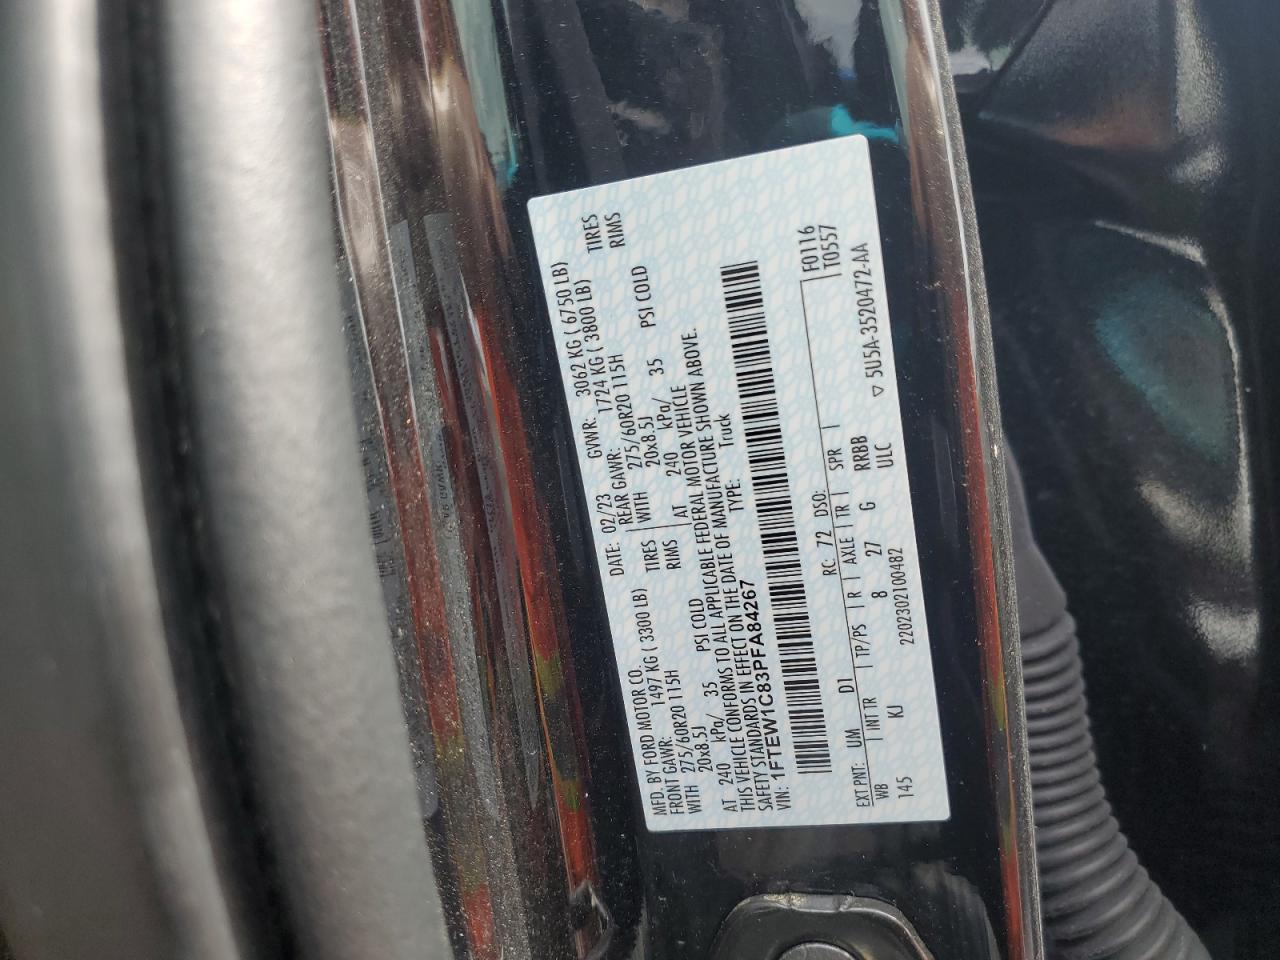 MFD. BY FORD MOTOR CO.
DATE: 02/23 GVWR: 3062 KG ( 6750 LB)
FRONT GAWR: 1497 KG ( 3300 LB) REAR GAWR: 1724 KG ( 3800 LB)
WITH 275/60R20 115H TIRES WITH 275/60R20 115H TIRES
20x8.5J RIMS 20x8.5J RIMS
AT 240 kPa/ 35 PSI COLD AT 240 kPa/ 35 PSI COLD
THIS VEHICLE CONFORMS TO ALL APPLICABLE FEDERAL MOTOR VEHICLE
SAFETY STANDARDS IN EFFECT ON THE DATE OF MANUFACTURE SHOWN ABOVE.
VIN: 1FTEW1C83PFA84267 TYPE: Truck
F0116
T0557
EXT PNT: UM D1 RC: 72 DSO:
WB INT TR TP/PS R AXLE TR SPR
145 KJ 8 27 G RRBB
2202302100482 ULC ▽ 5U5A-3520472-AA